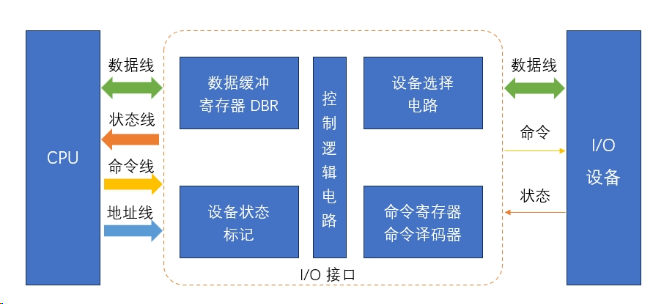 CPU
数据线
状态线
命令线
地址线
数据缓冲
寄存器 DBR
设备状态
标记
控制逻辑电路
设备选择
电路
命令寄存器
命令译码器
I/O 接口
数据线
命令
状态
I/O
设备